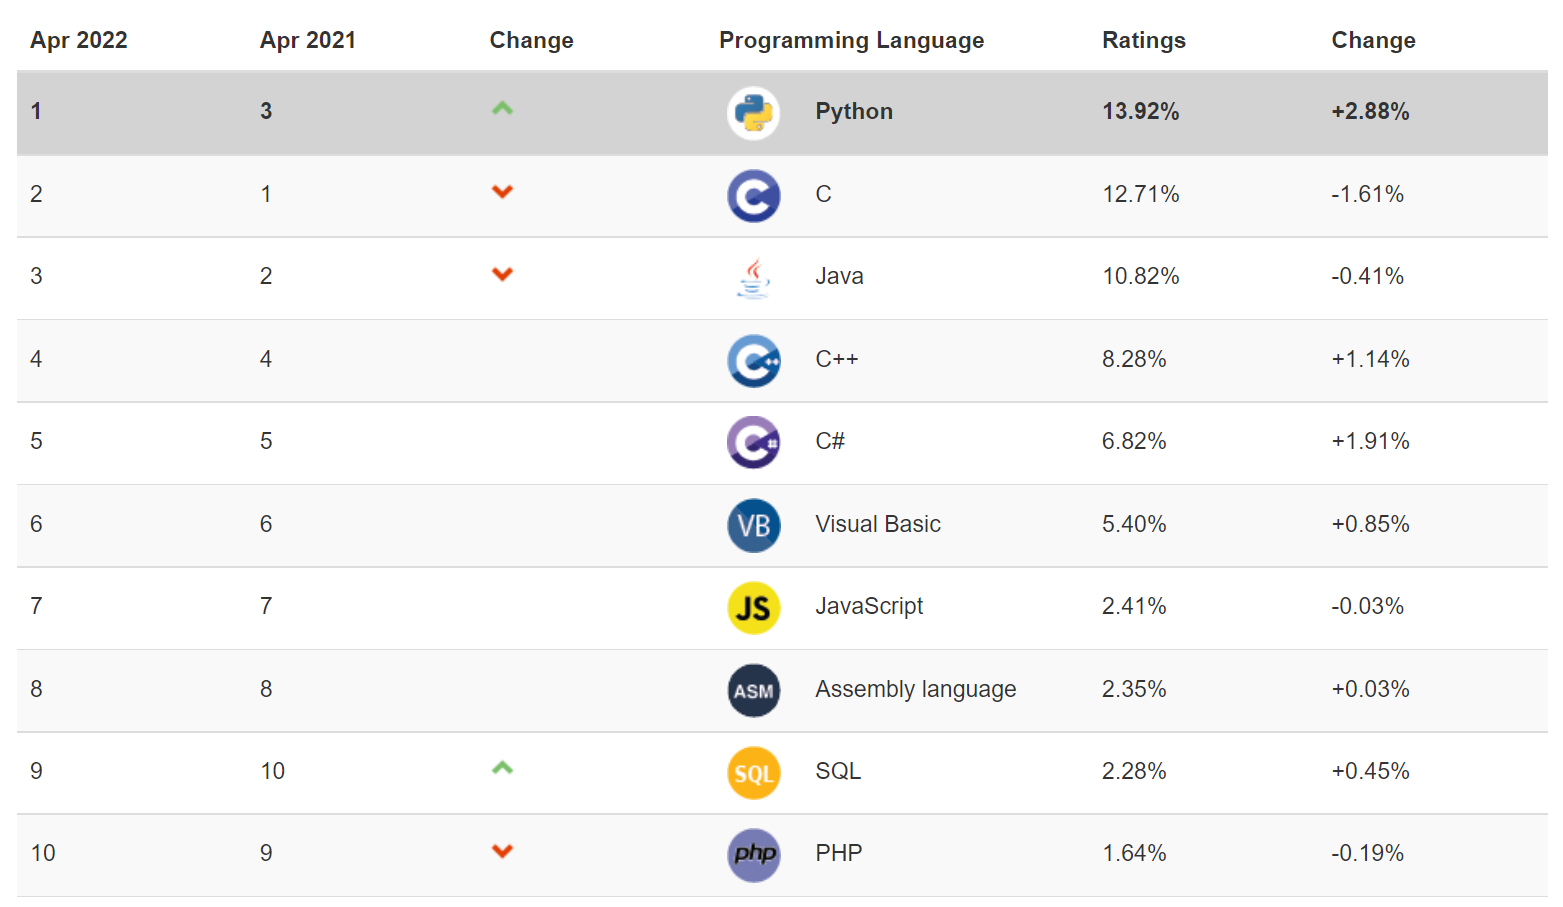 Apr 2022 Apr 2021 Change Programming Language Ratings Change
1 3 Python 13.92% +2.88%
2 1 C C 12.71% -1.61%
3 2 Java 10.82% -0.41%
4 4 C++ C++ 8.28% +1.14%
5 5 C# C# 6.82% +1.91%
6 6 VB Visual Basic 5.40% +0.85%
7 7 JS JavaScript 2.41% -0.03%
8 8 ASM Assembly language 2.35% +0.03%
9 10 SQL SQL 2.28% +0.45%
10 9 php PHP 1.64% -0.19%